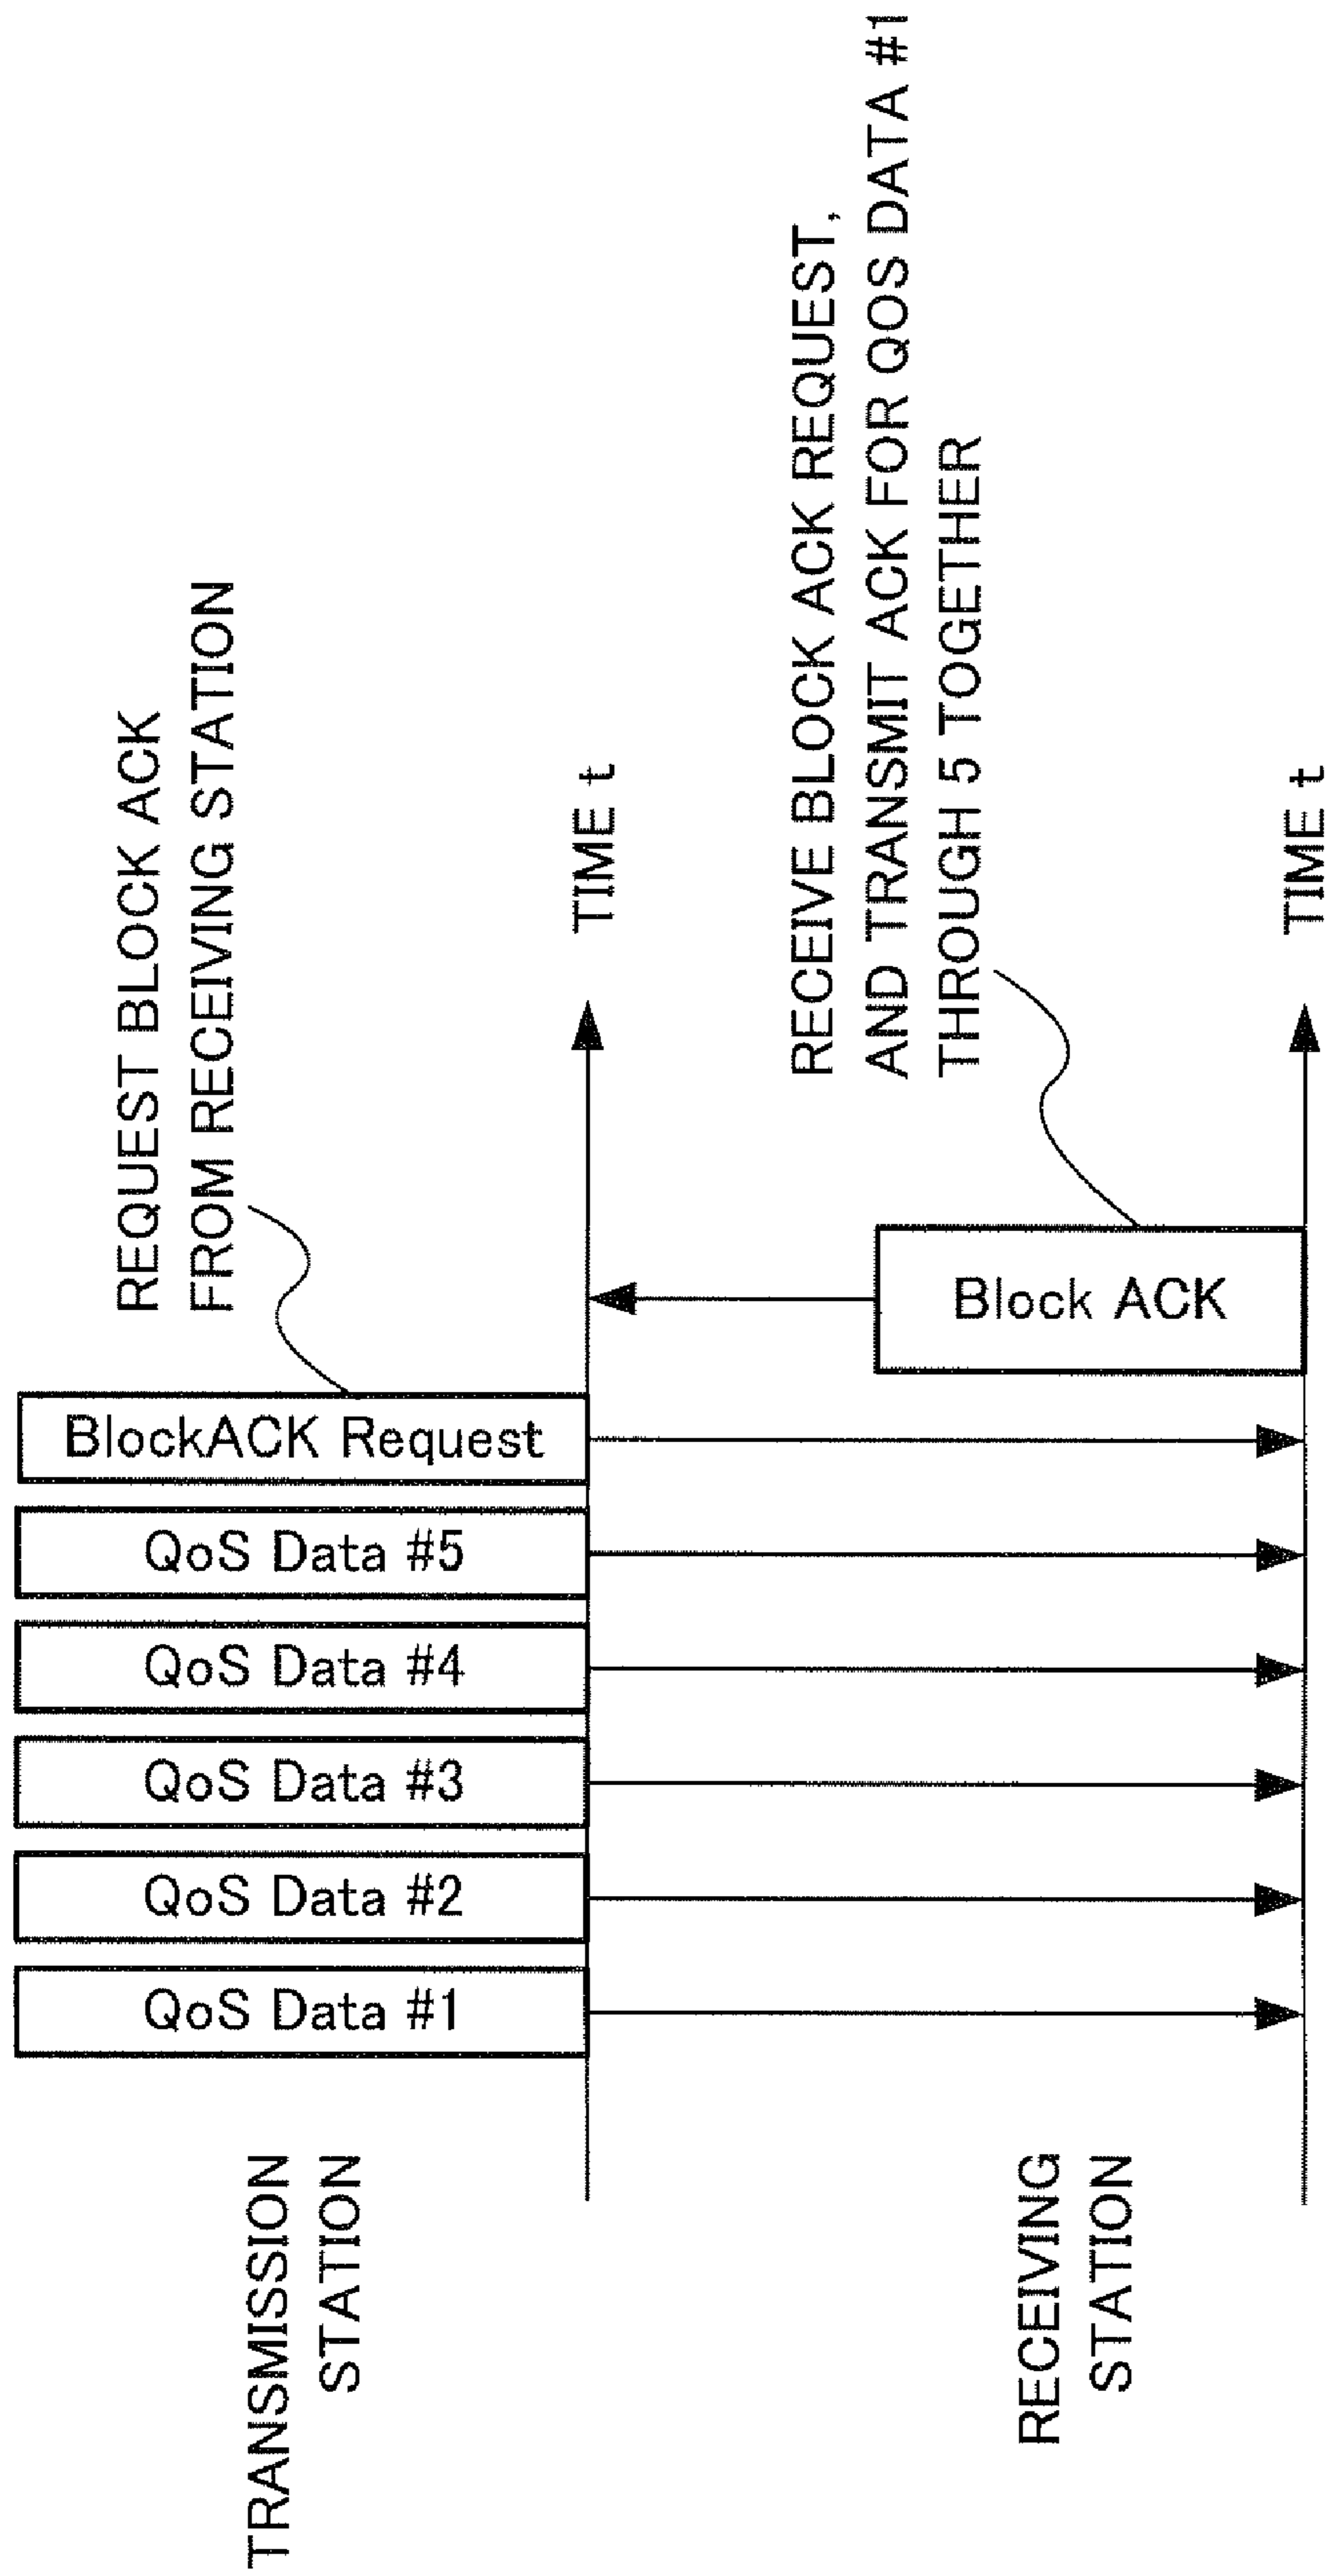 REQUEST BLOCK ACK
FROM RECEIVING STATION
TRANSMISSION
STATION
QoS Data #1
QoS Data #2
QoS Data #3
QoS Data #4
QoS Data #5
BlockACK Request
TIME t
RECEIVE BLOCK ACK REQUEST,
AND TRANSMIT ACK FOR QOS DATA #1
THROUGH 5 TOGETHER
RECEIVING
STATION
Block ACK
TIME t